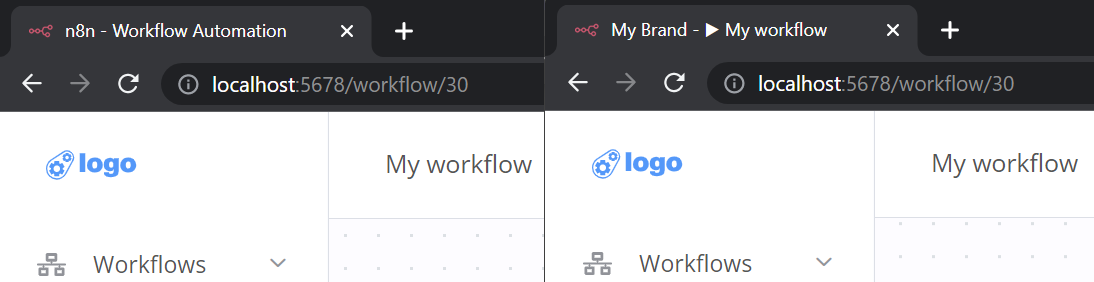 n8n - Workflow Automation
localhost:5678/workflow/30
logo
My workflow
Workflows
My Brand - ▶ My workflow
localhost:5678/workflow/30
logo
My workflow
Workflows